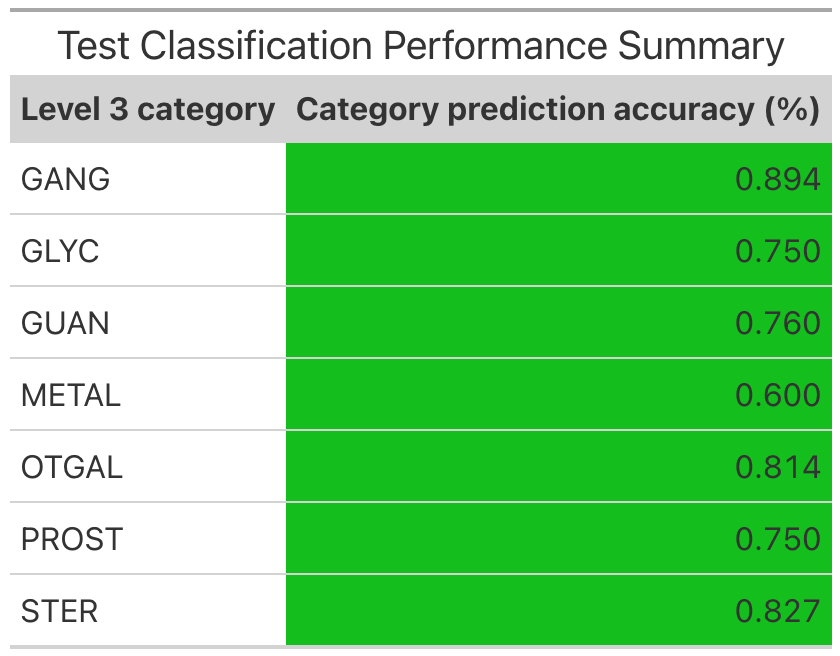 Test Classification Performance Summary
Level 3 category Category prediction accuracy (%)
GANG 0.894
GLYC 0.750
GUAN 0.760
METAL 0.600
OTGAL 0.814
PROST 0.750
STER 0.827